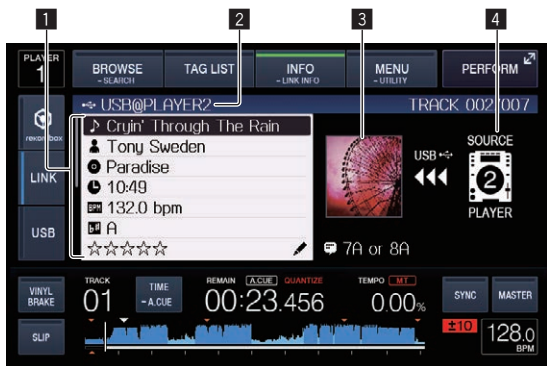 1 2 3 4
PLAYER
1
BROWSE
- SEARCH
TAG LIST
INFO
- LINK INFO
MENU
- UTILITY
PERFORM
rekordbox
LINK
USB
USB@PLAYER2
TRACK 002/007
Cryin' Through The Rain
Tony Sweden
Paradise
10:49
BPM 132.0 bpm
A
☆☆☆☆☆
USB
SOURCE
2
PLAYER
7A or 8A
VINYL
BRAKE
SLIP
TRACK
01
TIME
- A.CUE
REMAIN A.CUE QUANTIZE
00:23.456
TEMPO MT
0.00%
SYNC
MASTER
±10
128.0
BPM